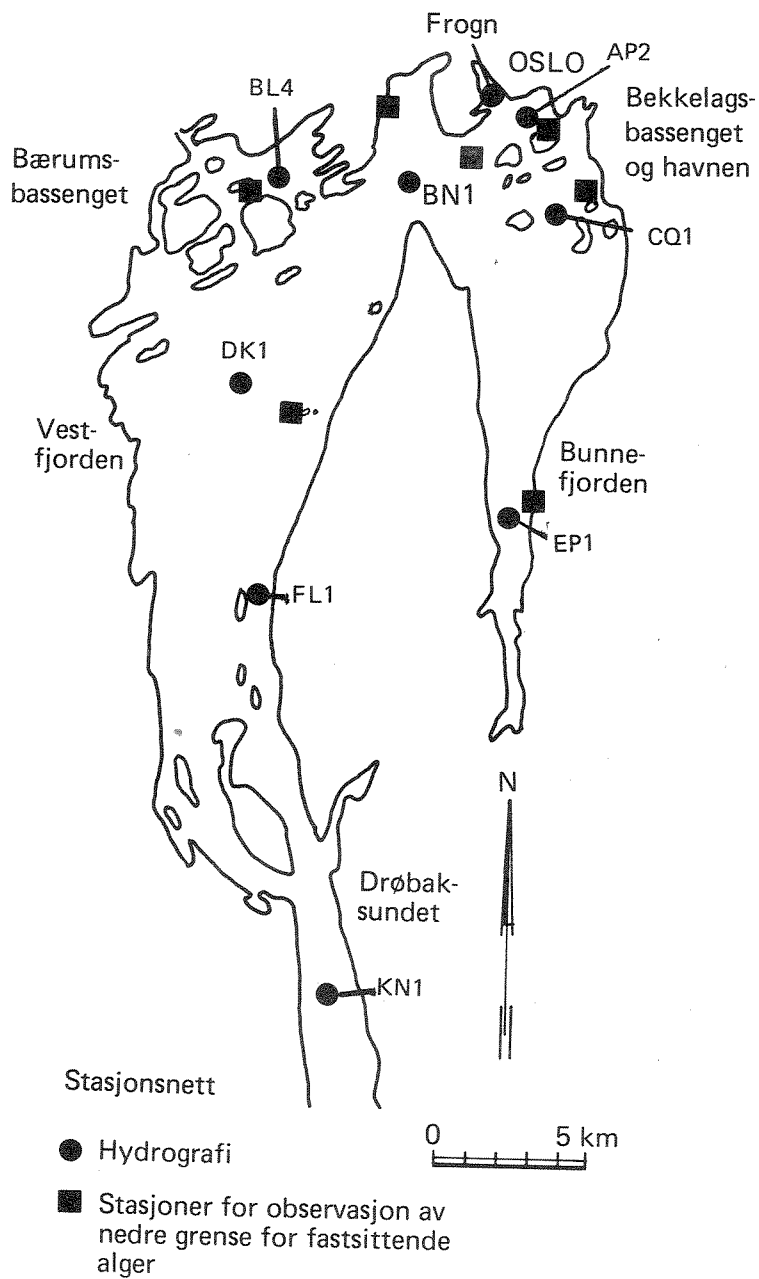 Frogn
OSLO
AP2
BL4
Bekkelags-
bassenget
og havnen
Bærums-
bassenget
BN1
CQ1
DK1
Vest-
fjorden
Bunne-
fjorden
EP1
FL1
N
Drøbak-
sundet
KN1
Stasjonsnett
0 5 km
Hydrografi
Stasjoner for observasjon av
nedre grense for fastsittende
alger